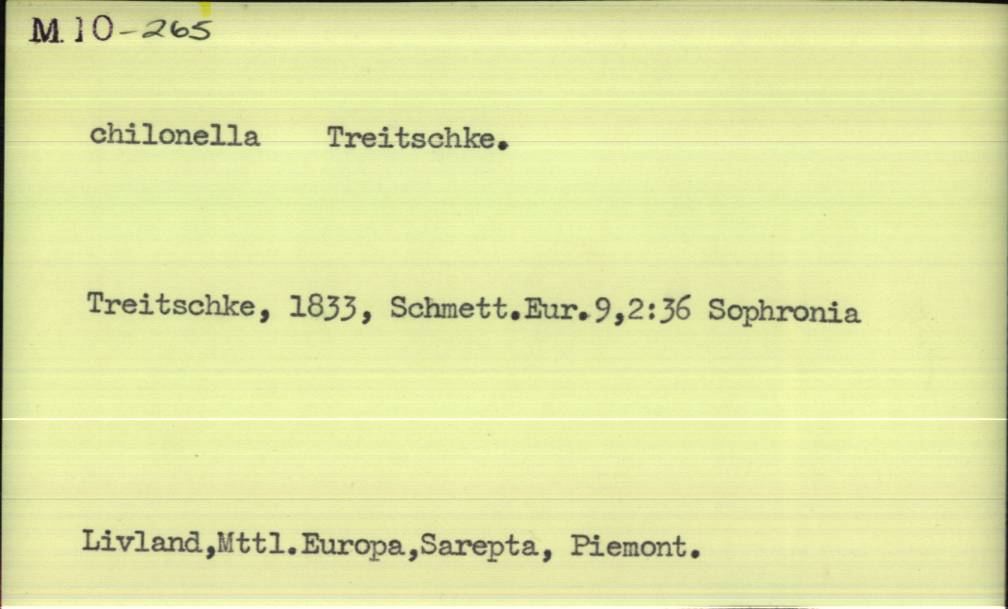 M.10-265
chilonella Treitschke.
Treitschke, 1833, Schmett.Eur.9,2:36 Sophronia
Livland,Mttl.Europa,Sarepta, Piemont.